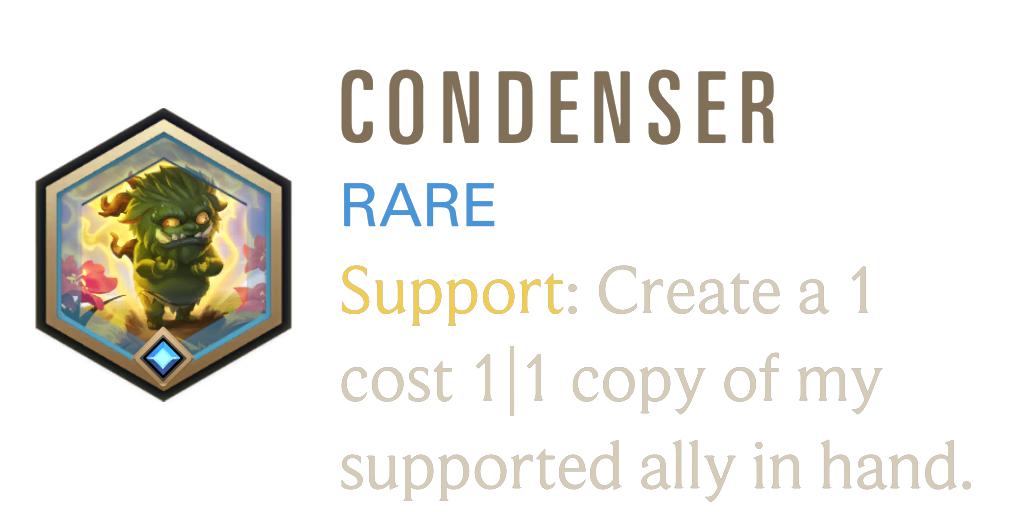 CONDENSER
RARE
Support: Create a 1
cost 1|1 copy of my
supported ally in hand.